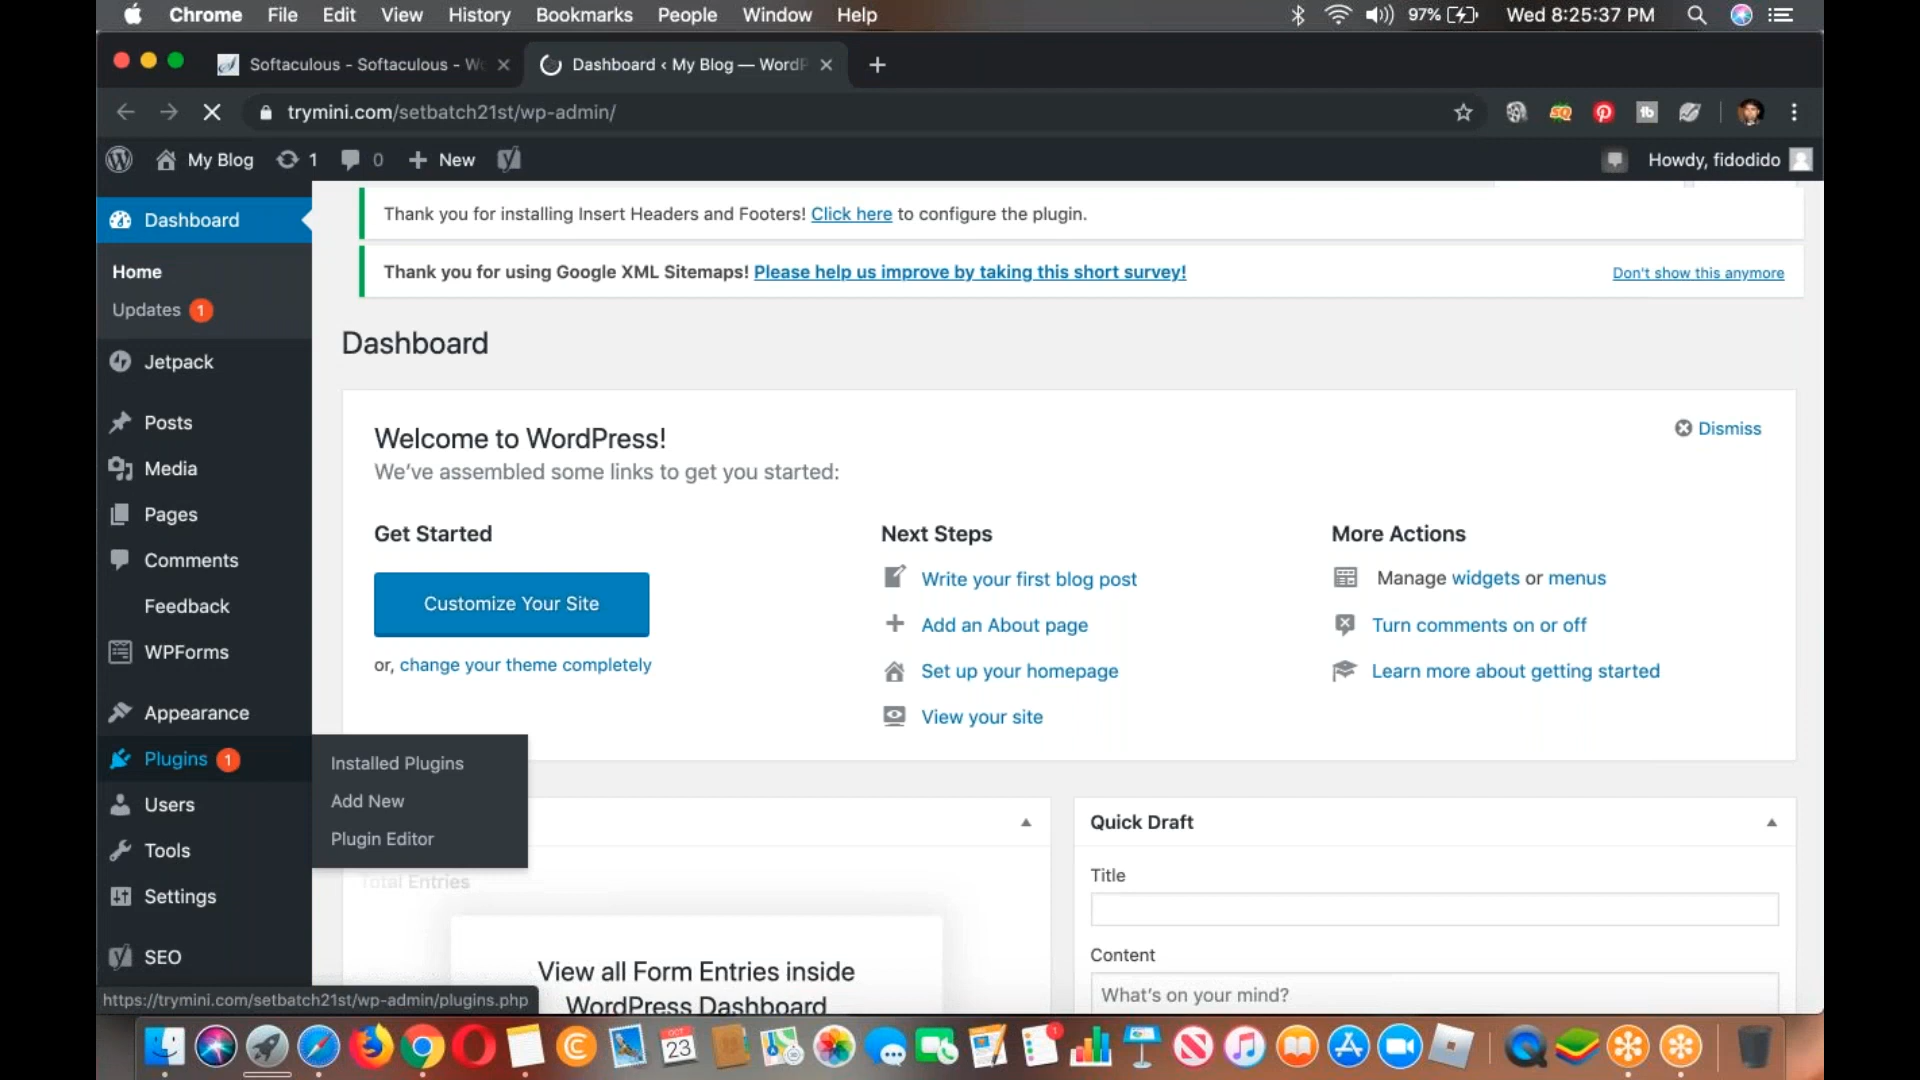 Chrome File Edit View History Bookmarks People Window Help 97% Wed 8:25:37 PM
Softaculous - Softaculous - Wo
Dashboard ‹ My Blog — WordP
trymini.com/setbatch21st/wp-admin/
My Blog 1 0 + New Howdy, fidodido
Dashboard
Home
Updates 1
Jetpack
Posts
Media
Pages
Comments
Feedback
WPForms
Appearance
Plugins 1
Users
Tools
Settings
SEO
Installed Plugins
Add New
Plugin Editor
https://trymini.com/setbatch21st/wp-admin/plugins.php
Thank you for installing Insert Headers and Footers! Click here to configure the plugin.
Thank you for using Google XML Sitemaps! Please help us improve by taking this short survey! Don't show this anymore
Dashboard
Welcome to WordPress!
Dismiss
We've assembled some links to get you started:
Get Started
Customize Your Site
or, change your theme completely
Next Steps
Write your first blog post
Add an About page
Set up your homepage
View your site
More Actions
Manage widgets or menus
Turn comments on or off
Learn more about getting started
Total Entries
View all Form Entries inside
WordPress Dashboard
Quick Draft
Title
Content
What's on your mind?
OCT
23
1